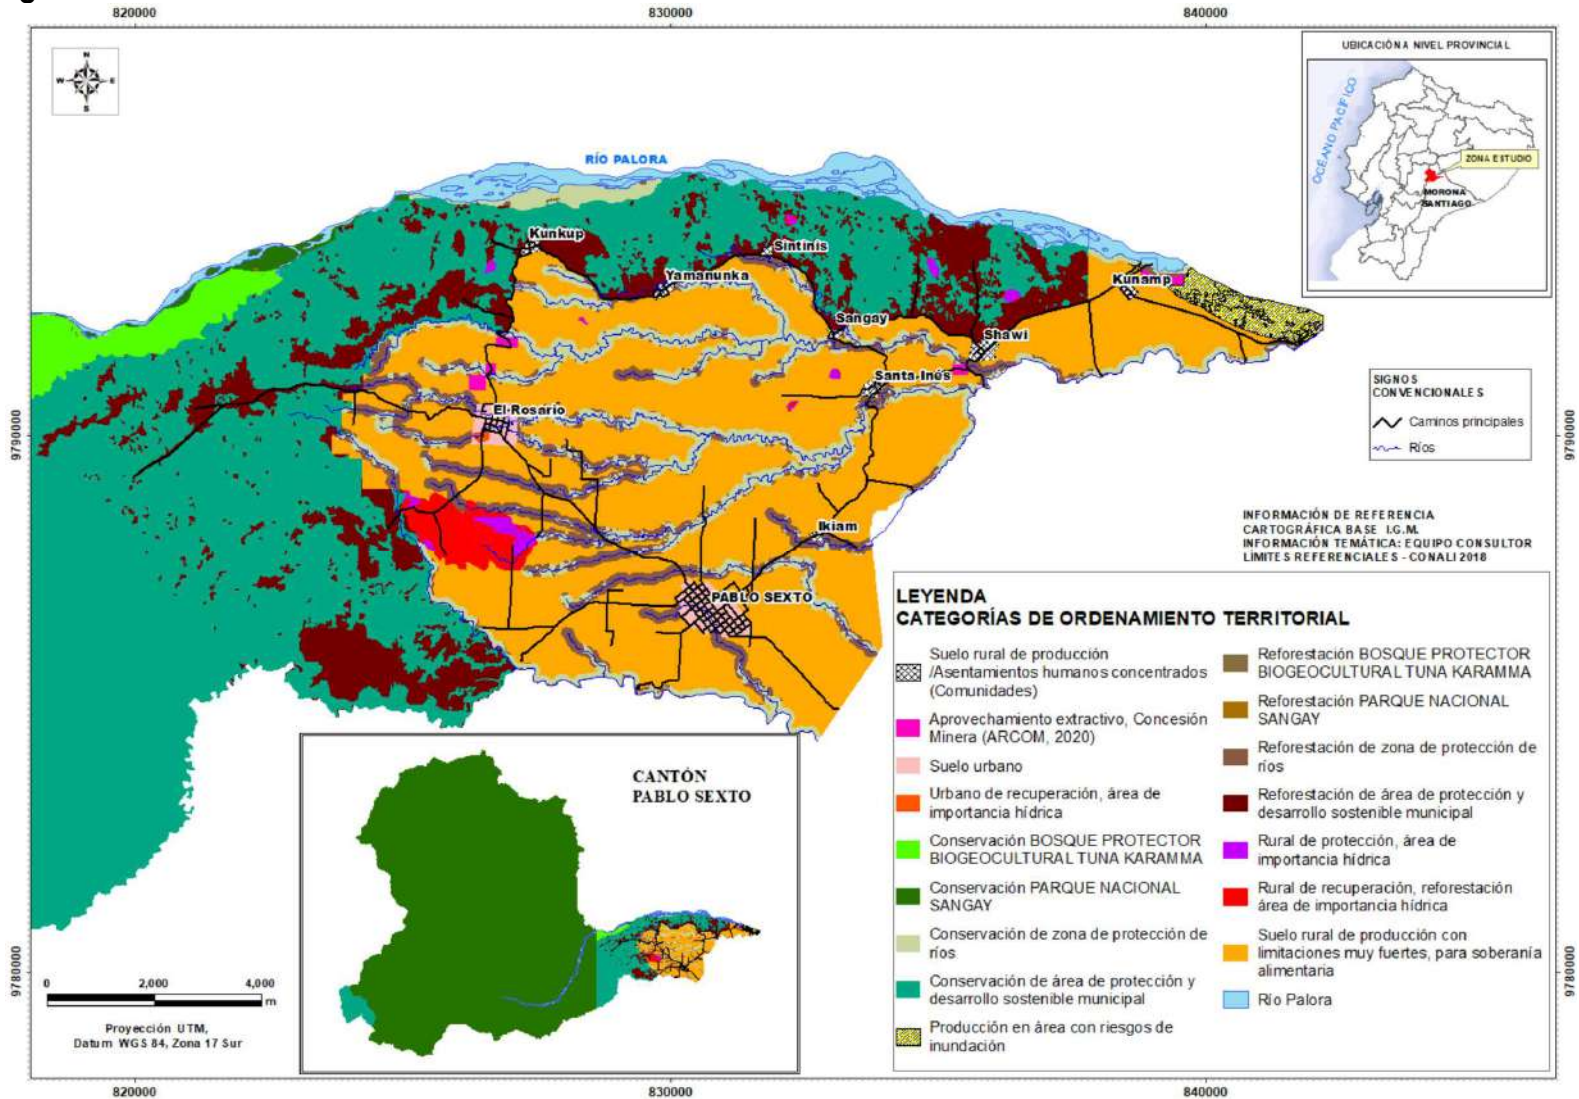 820000
830000
840000
N
W
E
S
UBICACIÓN A NIVEL PROVINCIAL
OCÉANO PACÍFICO
ZONA ESTUDIO
MORONA
SANTIAGO
RÍO PALORA
Kunkup
Sintinis
Yamanunka
Kunamp
Sangay
Shawi
Santa Inés
El Rosario
Ikiam
PABLO SEXTO
9790000
9790000
SIGNOS
CONVENCIONALES
Caminos principales
Ríos
INFORMACIÓN DE REFERENCIA
CARTOGRÁFICA BASE I.G.M.
INFORMACIÓN TEMÁTICA: EQUIPO CONSULTOR
LÍMITES REFERENCIALES - CONALI 2018
LEYENDA
CATEGORÍAS DE ORDENAMIENTO TERRITORIAL
Suelo rural de producción
/Asentamientos humanos concentrados
(Comunidades)
Aprovechamiento extractivo, Concesión
Minera (ARCOM, 2020)
Suelo urbano
Urbano de recuperación, área de
importancia hídrica
Conservación BOSQUE PROTECTOR
BIOGEOCULTURAL TUNA KARAMMA
Conservación PARQUE NACIONAL
SANGAY
Conservación de zona de protección de
ríos
Conservación de área de protección y
desarrollo sostenible municipal
Producción en área con riesgos de
inundación
Reforestación BOSQUE PROTECTOR
BIOGEOCULTURAL TUNA KARAMMA
Reforestación PARQUE NACIONAL
SANGAY
Reforestación de zona de protección de
ríos
Reforestación de área de protección y
desarrollo sostenible municipal
Rural de protección, área de
importancia hídrica
Rural de recuperación, reforestación
área de importancia hídrica
Suelo rural de producción con
limitaciones muy fuertes, para soberanía
alimentaria
Río Palora
CANTÓN
PABLO SEXTO
9780000
9780000
0 2,000 4,000
m
Proyección UTM,
Datum WGS 84, Zona 17 Sur
820000
830000
840000